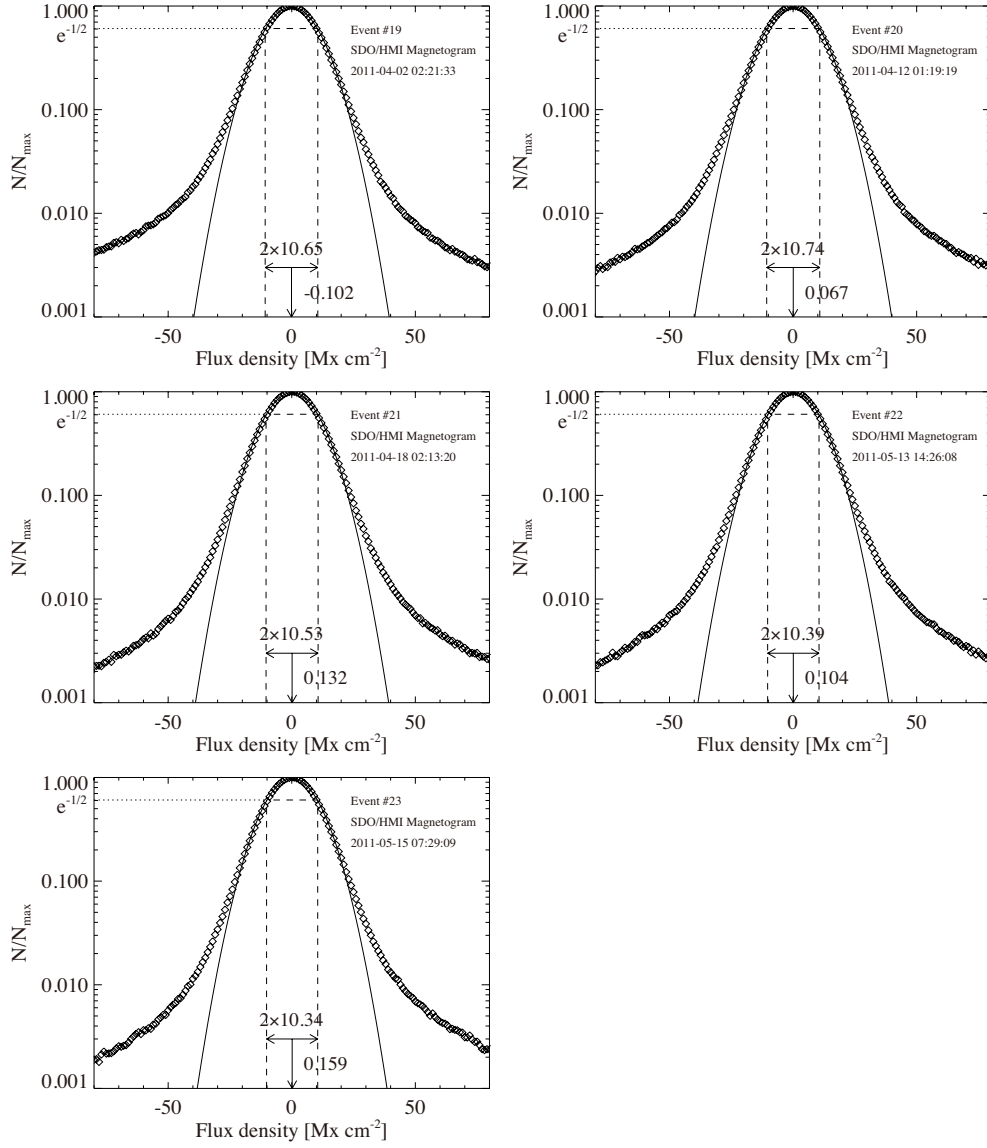 1.000
e^-1/2
0.100
0.010
0.001
N/N_max
Event #19
SDO/HMI Magnetogram
2011-04-02 02:21:33
2×10.65
-0.102
-50 0 50
Flux density [Mx cm^-2]
1.000
e^-1/2
0.100
0.010
0.001
N/N_max
Event #20
SDO/HMI Magnetogram
2011-04-12 01:19:19
2×10.74
0.067
-50 0 50
Flux density [Mx cm^-2]
1.000
e^-1/2
0.100
0.010
0.001
N/N_max
Event #21
SDO/HMI Magnetogram
2011-04-18 02:13:20
2×10.53
0.132
-50 0 50
Flux density [Mx cm^-2]
1.000
e^-1/2
0.100
0.010
0.001
N/N_max
Event #22
SDO/HMI Magnetogram
2011-05-13 14:26:08
2×10.39
0.104
-50 0 50
Flux density [Mx cm^-2]
1.000
e^-1/2
0.100
0.010
0.001
N/N_max
Event #23
SDO/HMI Magnetogram
2011-05-15 07:29:09
2×10.34
0.159
-50 0 50
Flux density [Mx cm^-2]